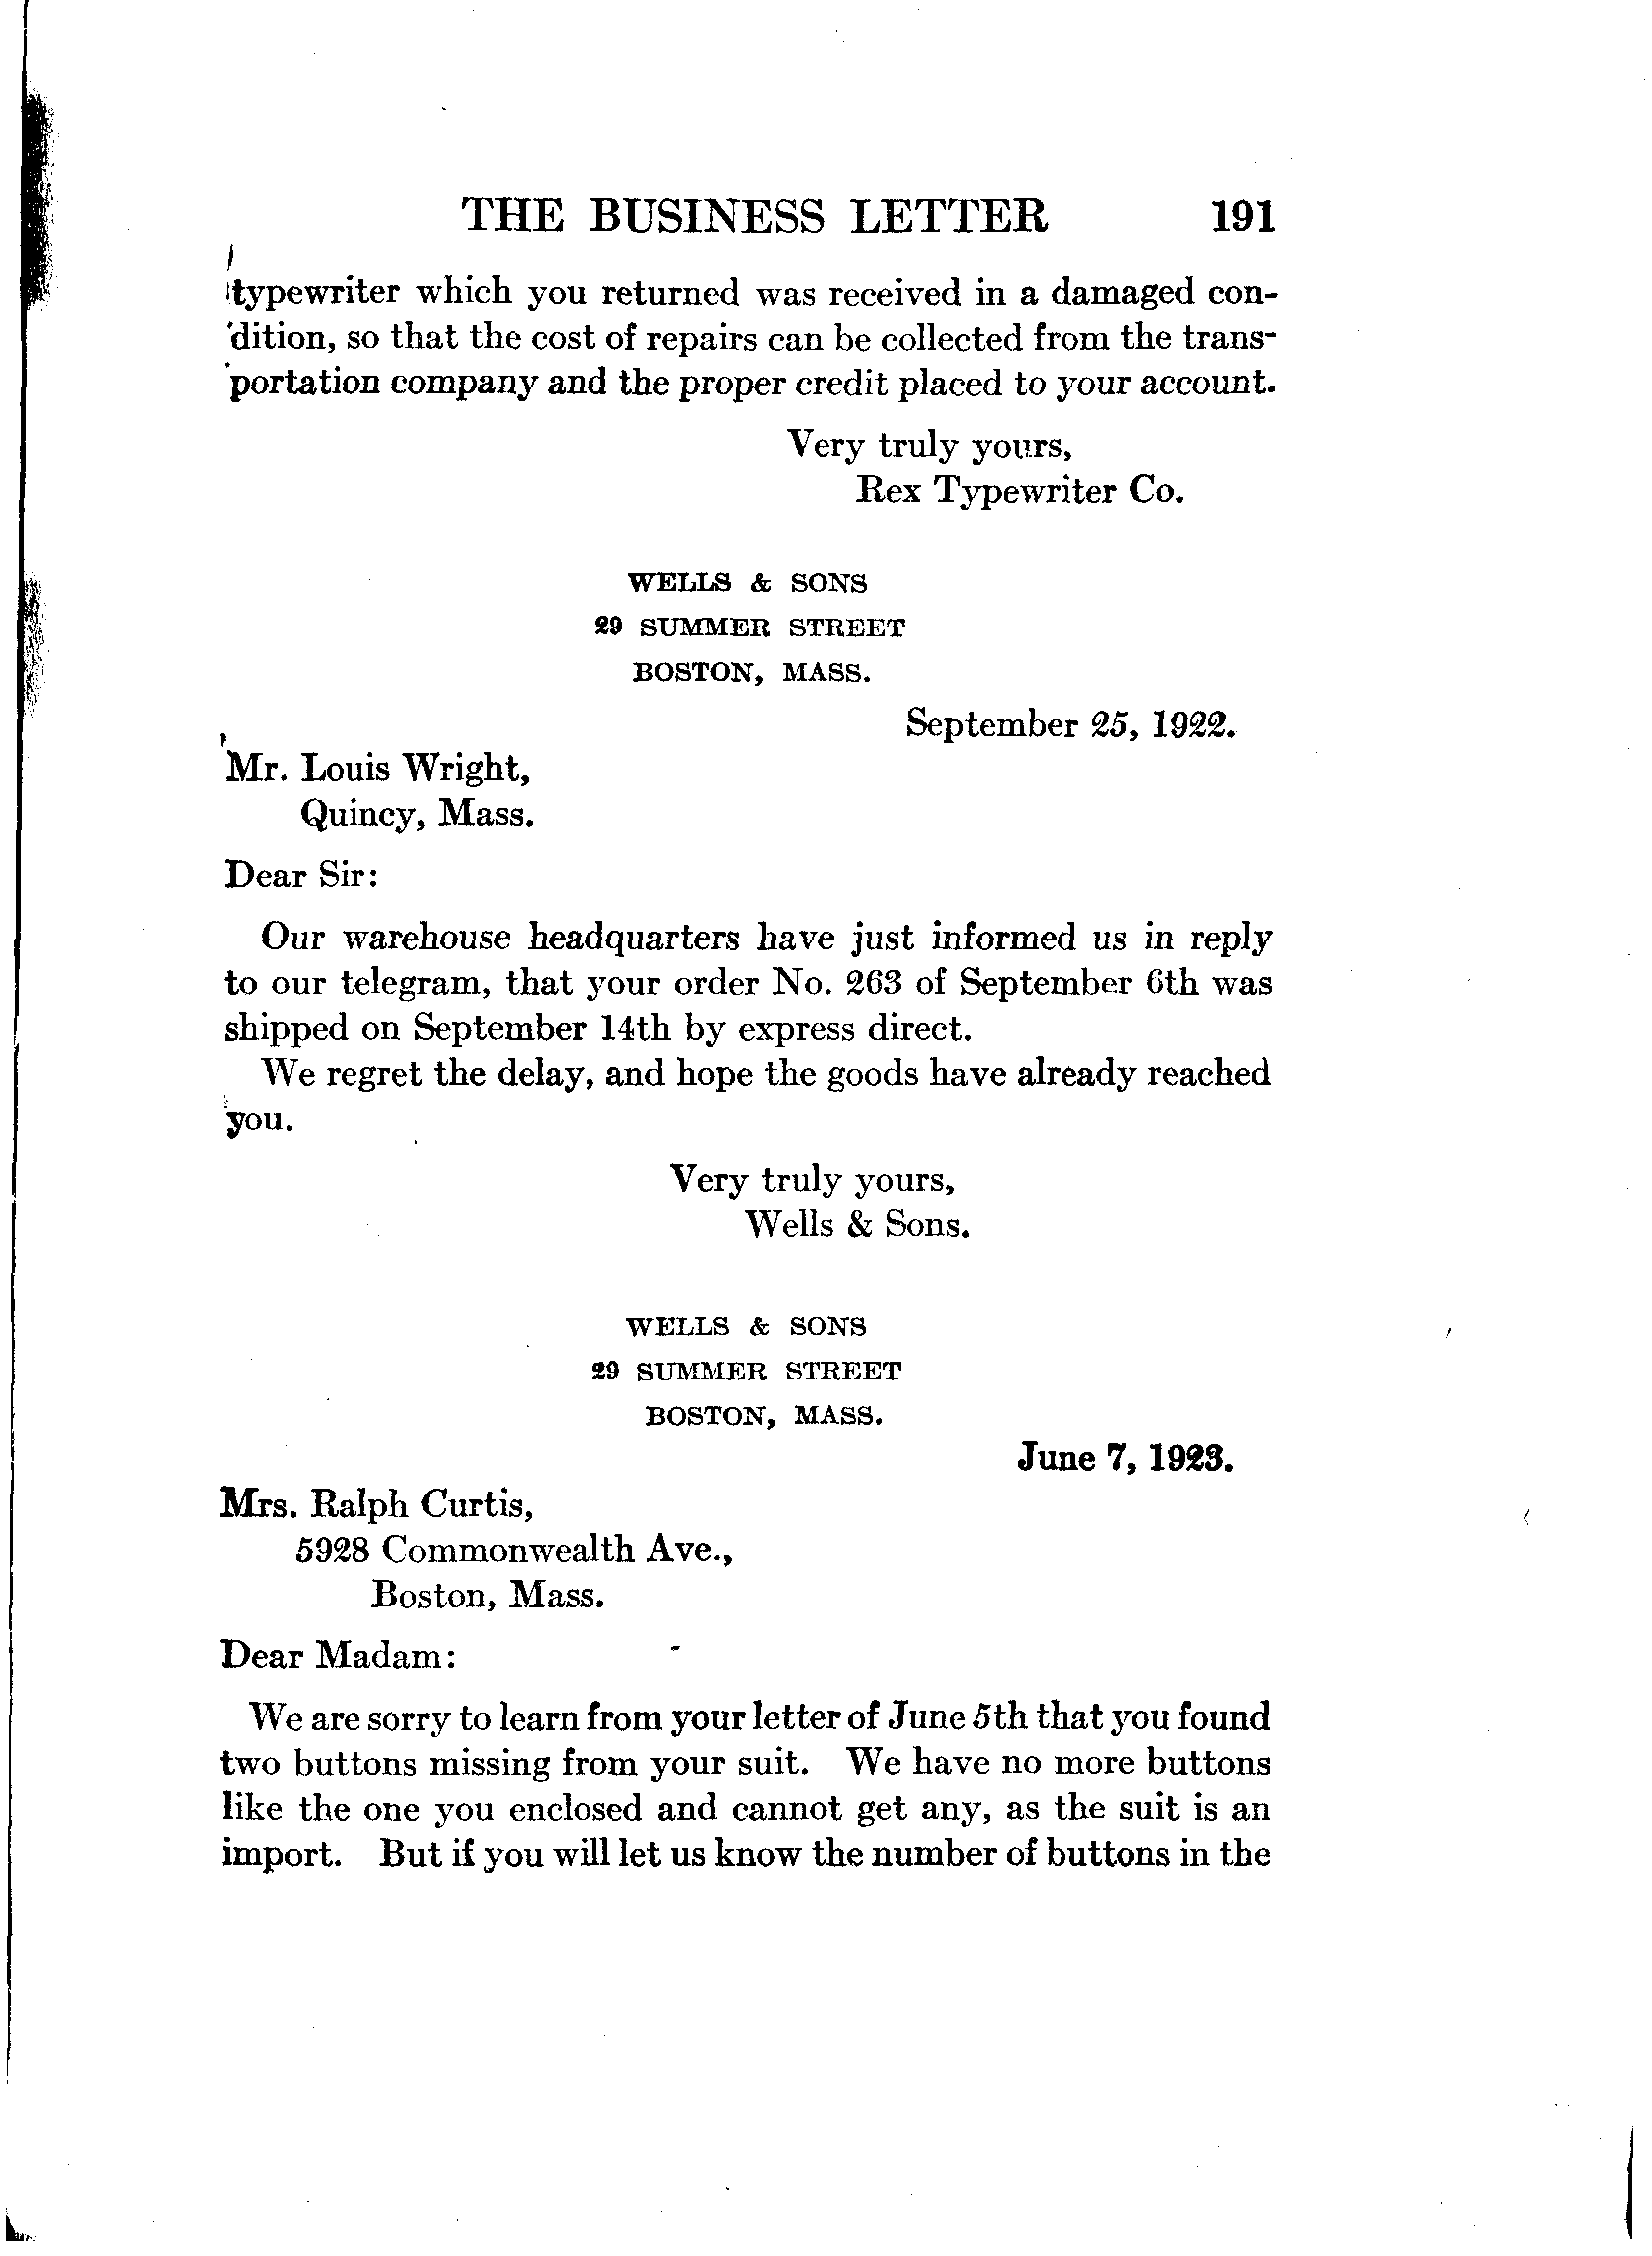 THE BUSINESS LETTER 191
typewriter which you returned was received in a damaged con-
dition, so that the cost of repairs can be collected from the trans-
portation company and the proper credit placed to your account.
Very truly yours,
Rex Typewriter Co.
WELLS & SONS
29 SUMMER STREET
BOSTON, MASS.
September 25, 1922.
Mr. Louis Wright,
Quincy, Mass.
Dear Sir:
Our warehouse headquarters have just informed us in reply
to our telegram, that your order No. 263 of September 6th was
shipped on September 14th by express direct.
We regret the delay, and hope the goods have already reached
you.
Very truly yours,
Wells & Sons.
WELLS & SONS
29 SUMMER STREET
BOSTON, MASS.
June 7, 1923.
Mrs. Ralph Curtis,
5928 Commonwealth Ave.,
Boston, Mass.
Dear Madam:
We are sorry to learn from your letter of June 5th that you found
two buttons missing from your suit. We have no more buttons
like the one you enclosed and cannot get any, as the suit is an
import. But if you will let us know the number of buttons in the